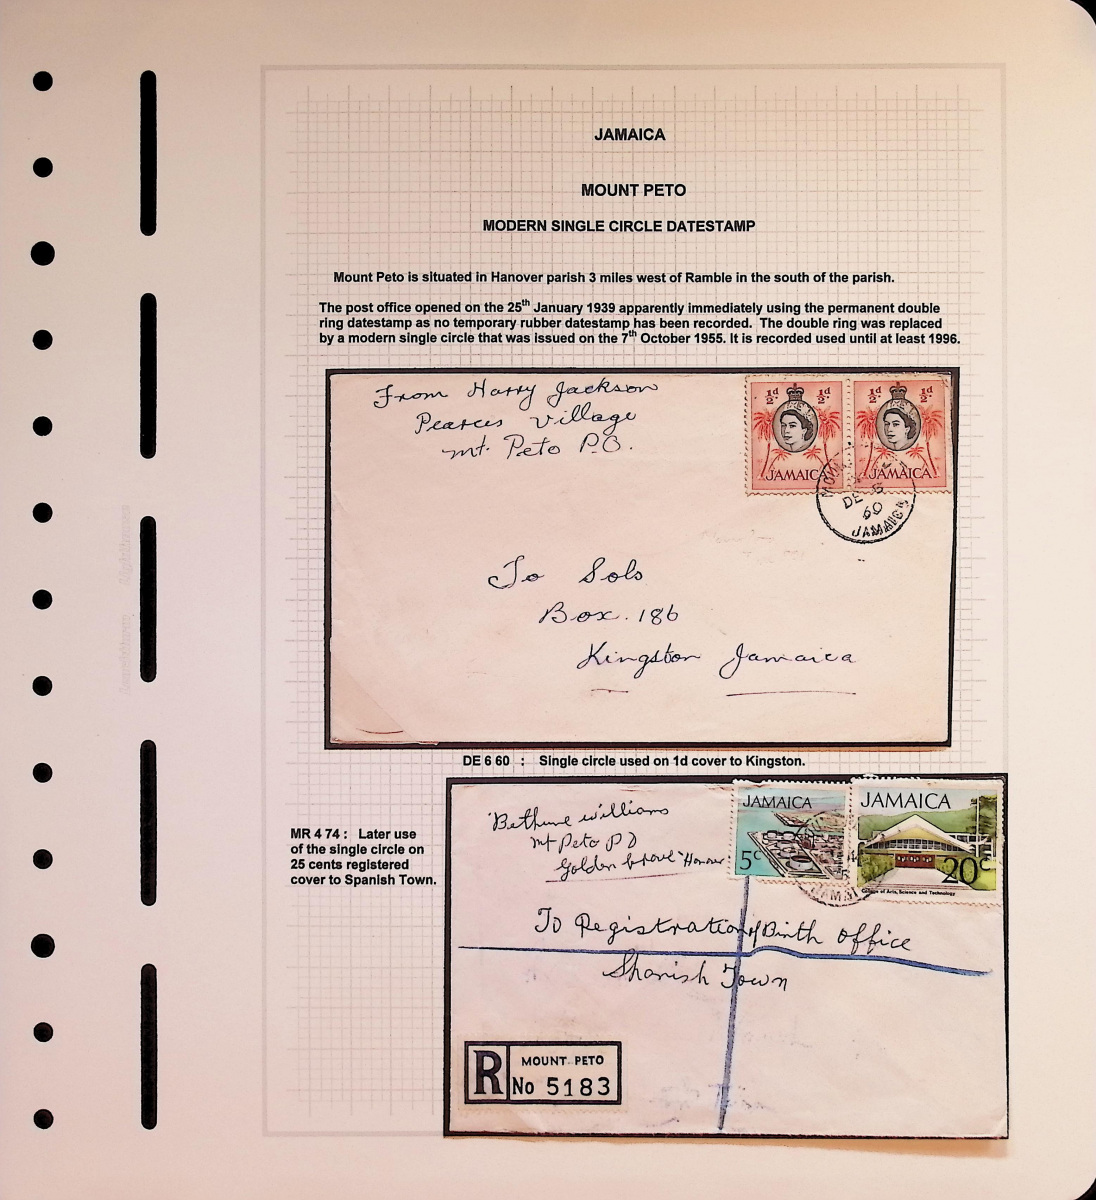 JAMAICA
MOUNT PETO
MODERN SINGLE CIRCLE DATESTAMP
Mount Peto is situated in Hanover parish 3 miles west of Ramble in the south of the parish.
The post office opened on the 25th January 1939 apparently immediately using the permanent double
ring datestamp as no temporary rubber datestamp has been recorded. The double ring was replaced
by a modern single circle that was issued on the 7th October 1955. It is recorded used until at least 1996.
From Harry Jackson
Pearces Village
Mt. Peto P.O.
½d ½d
JAMAICA
½d ½d
JAMAICA
DE 6
60
JAMAICA
To Solo
Box. 186
Kingston Jamaica
DE 6 60 : Single circle used on 1d cover to Kingston.
MR 4 74 : Later use
of the single circle on
25 cents registered
cover to Spanish Town.
Bethune Williams
Mt Peto P O
Golden Grove Hanover
JAMAICA
5c
JAMAICA
20c
College of Arts, Science and Technology
To Registration of Birth office
Spanish Town
R
MOUNT PETO
No 5183